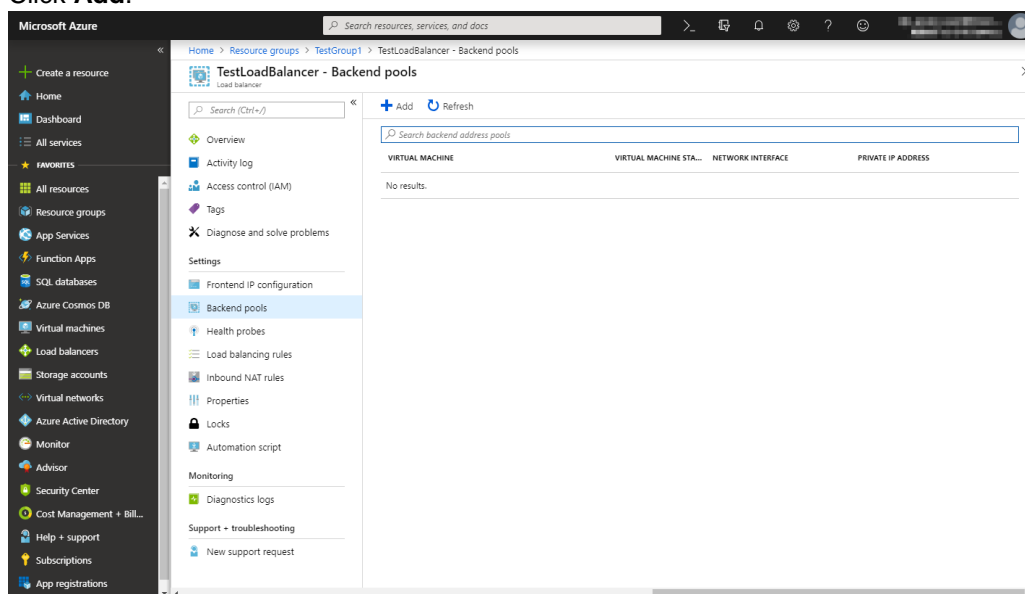 Click Add.
Microsoft Azure
Search resources, services, and docs
Home > Resource groups > TestGroup1 > TestLoadBalancer - Backend pools
TestLoadBalancer - Backend pools
Load balancer
Create a resource
Home
Dashboard
All services
FAVORITES
All resources
Resource groups
App Services
Function Apps
SQL databases
Azure Cosmos DB
Virtual machines
Load balancers
Storage accounts
Virtual networks
Azure Active Directory
Monitor
Advisor
Security Center
Cost Management + Bill...
Help + support
Subscriptions
App registrations
Search (Ctrl+/)
Overview
Activity log
Access control (IAM)
Tags
Diagnose and solve problems
Settings
Frontend IP configuration
Backend pools
Health probes
Load balancing rules
Inbound NAT rules
Properties
Locks
Automation script
Monitoring
Diagnostics logs
Support + troubleshooting
New support request
Add Refresh
Search backend address pools
VIRTUAL MACHINE VIRTUAL MACHINE STA... NETWORK INTERFACE PRIVATE IP ADDRESS
No results.